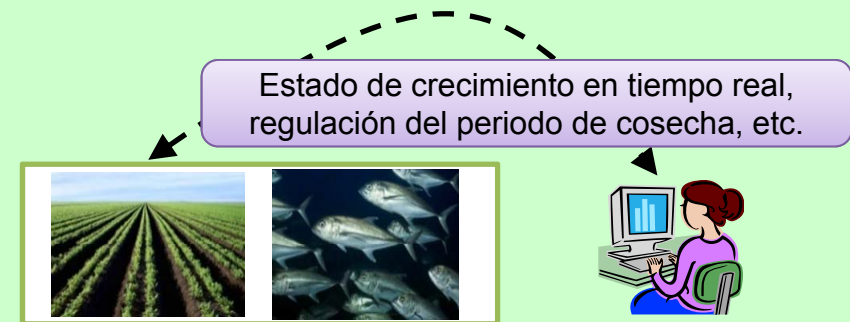 Estado de crecimiento en tiempo real,
regulación del periodo de cosecha, etc.